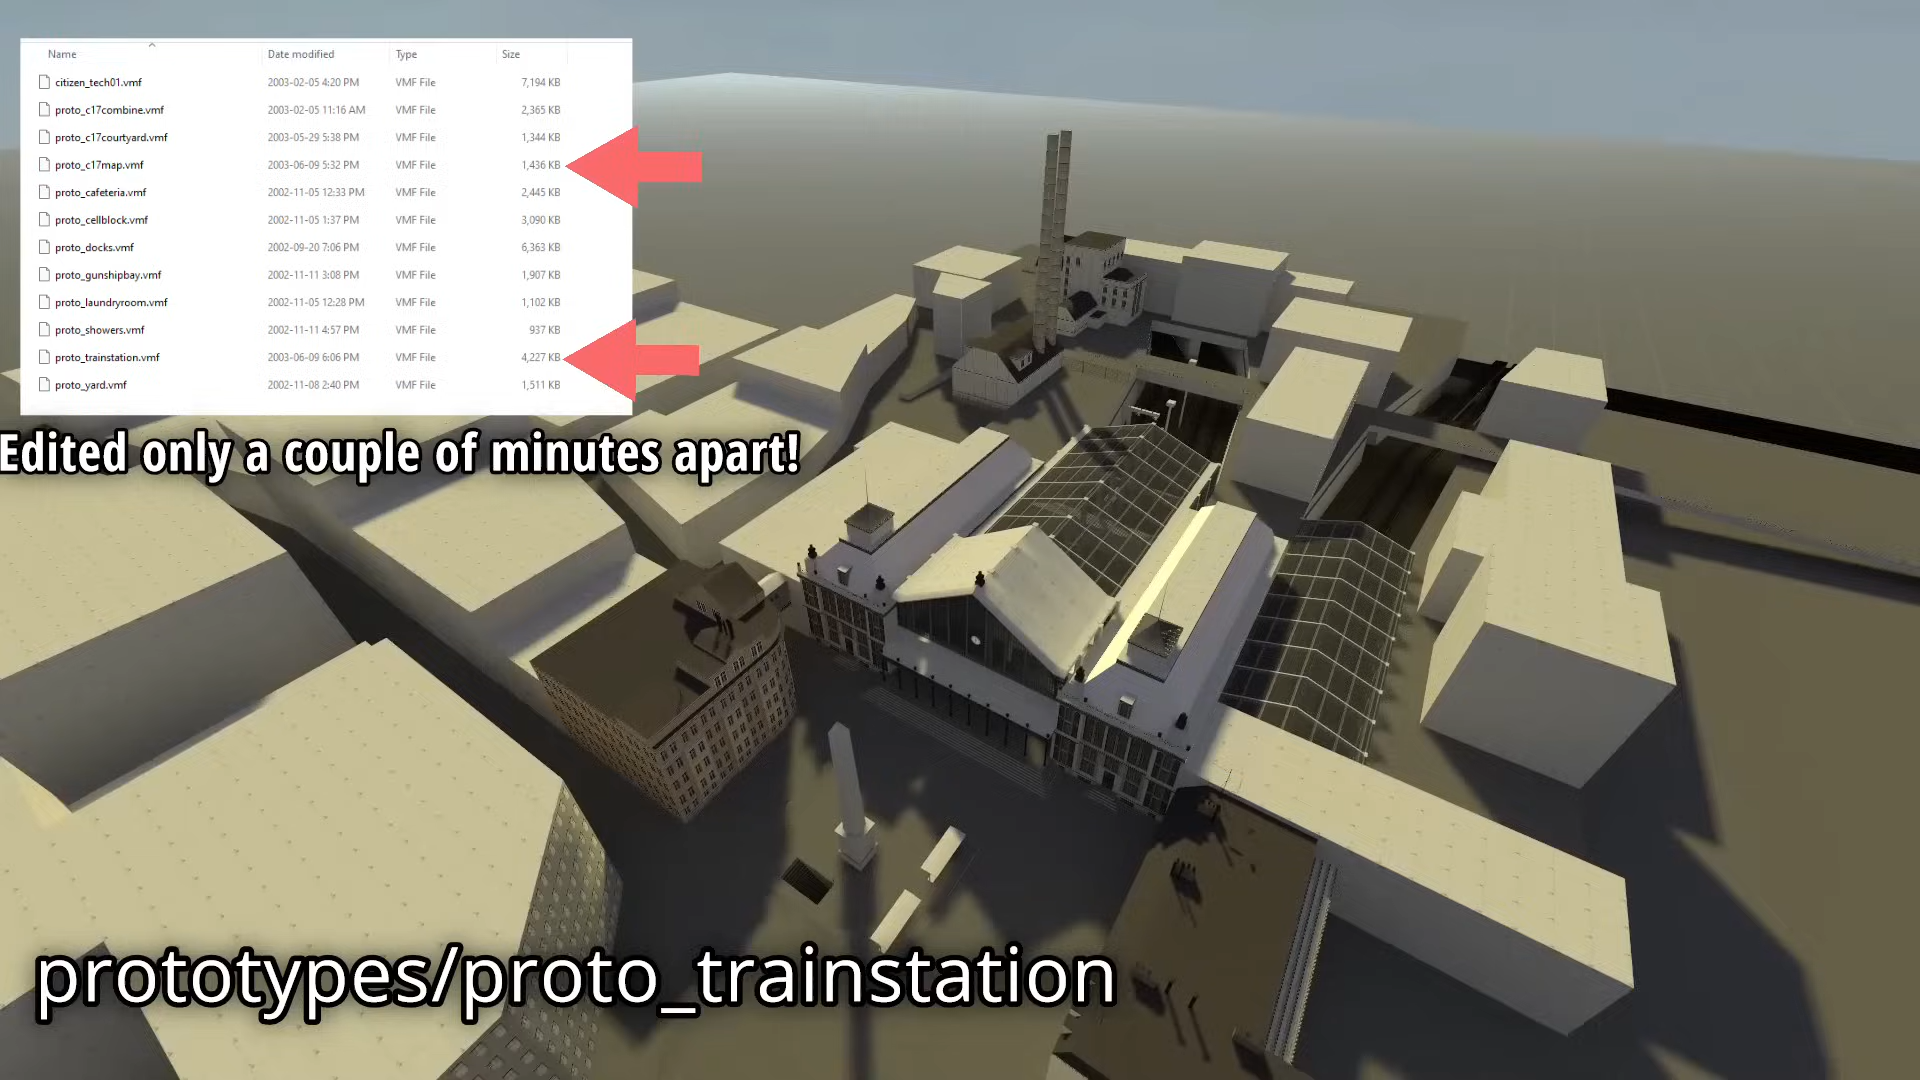 Name Date modified Type Size
citizen_tech01.vmf 2003-02-05 4:20 PM VMF File 7,194 KB
proto_c17combine.vmf 2003-02-05 11:16 AM VMF File 2,365 KB
proto_c17courtyard.vmf 2003-05-29 5:38 PM VMF File 1,344 KB
proto_c17map.vmf 2003-06-09 5:32 PM VMF File 1,436 KB
proto_cafeteria.vmf 2002-11-05 12:33 PM VMF File 2,445 KB
proto_cellblock.vmf 2002-11-05 1:37 PM VMF File 3,090 KB
proto_docks.vmf 2002-09-20 7:06 PM VMF File 6,363 KB
proto_gunshipbay.vmf 2002-11-11 3:08 PM VMF File 1,907 KB
proto_laundryroom.vmf 2002-11-05 12:28 PM VMF File 1,102 KB
proto_showers.vmf 2002-11-11 4:57 PM VMF File 937 KB
proto_trainstation.vmf 2003-06-09 6:06 PM VMF File 4,227 KB
proto_yard.vmf 2002-11-08 2:40 PM VMF File 1,511 KB
Edited only a couple of minutes apart!
prototypes/proto_trainstation